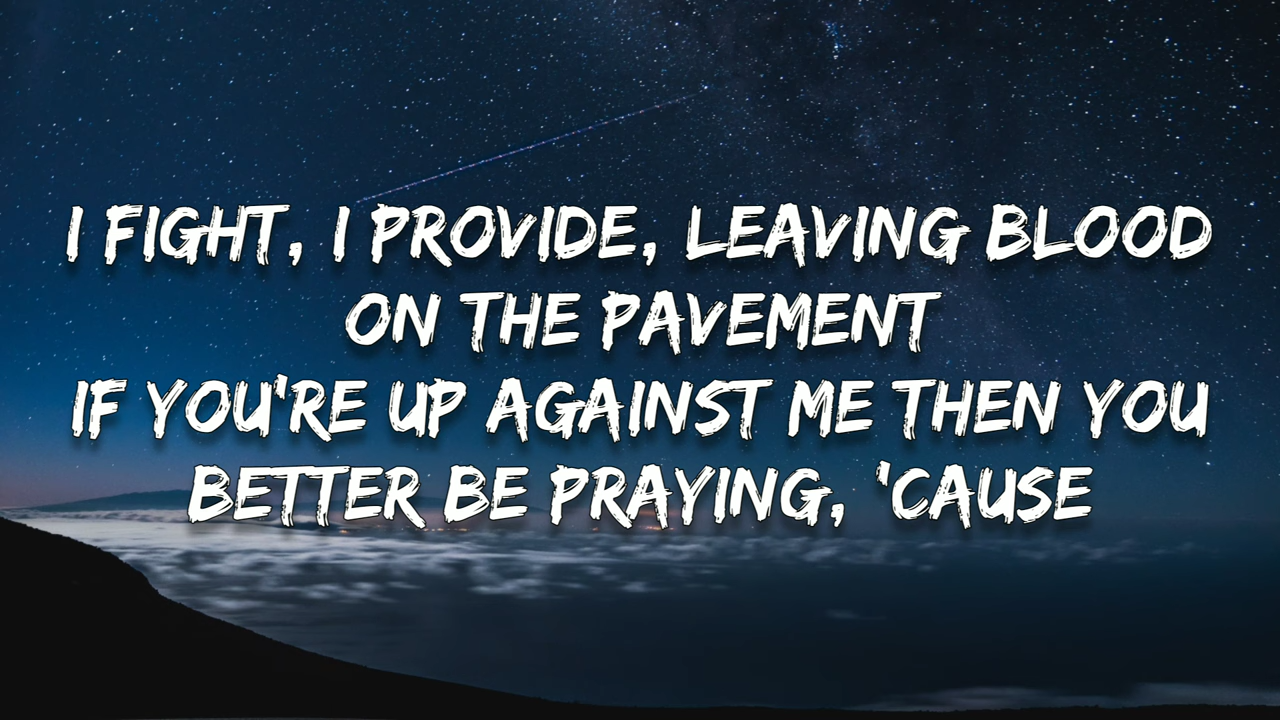 I FIGHT, I PROVIDE, LEAVING BLOOD
ON THE PAVEMENT
IF YOU'RE UP AGAINST ME THEN YOU
BETTER BE PRAYING, 'CAUSE